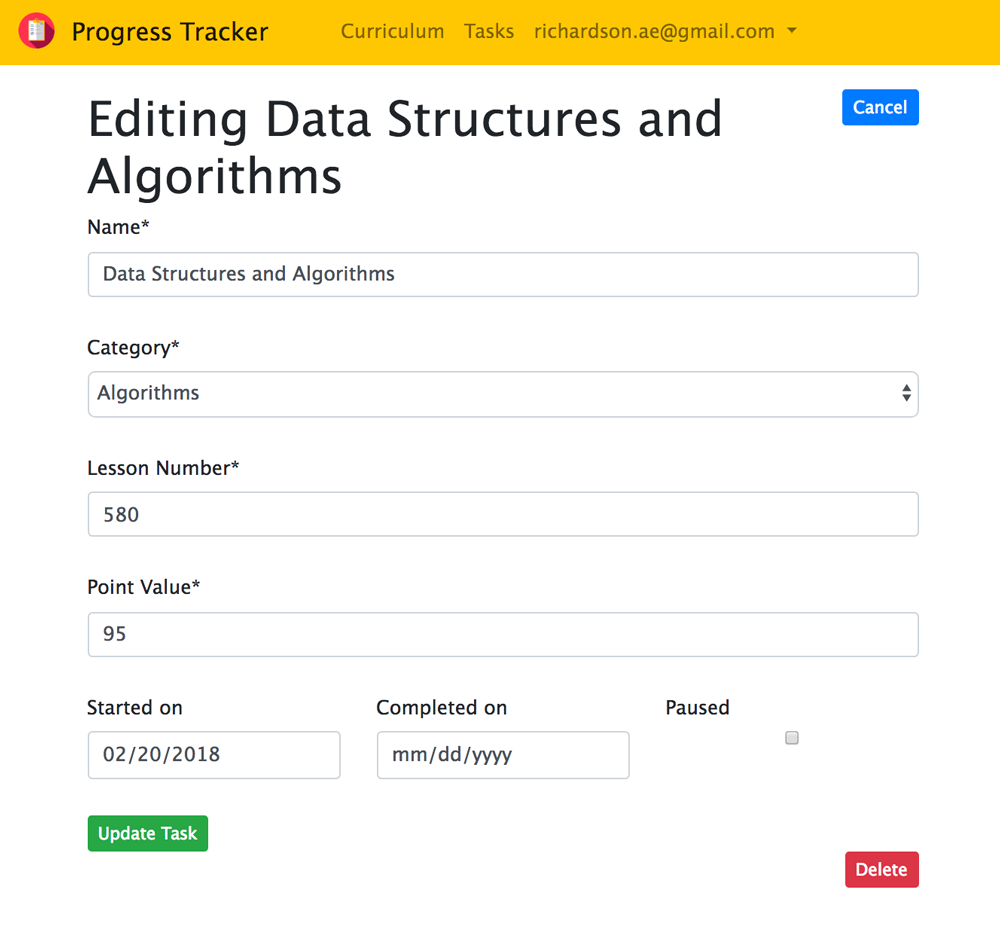 Progress Tracker Curriculum Tasks richardson.ae@gmail.com
Editing Data Structures and
Algorithms
Cancel
Name*
Data Structures and Algorithms
Category*
Algorithms
Lesson Number*
580
Point Value*
95
Started on Completed on Paused
02/20/2018 mm/dd/yyyy
Update Task
Delete